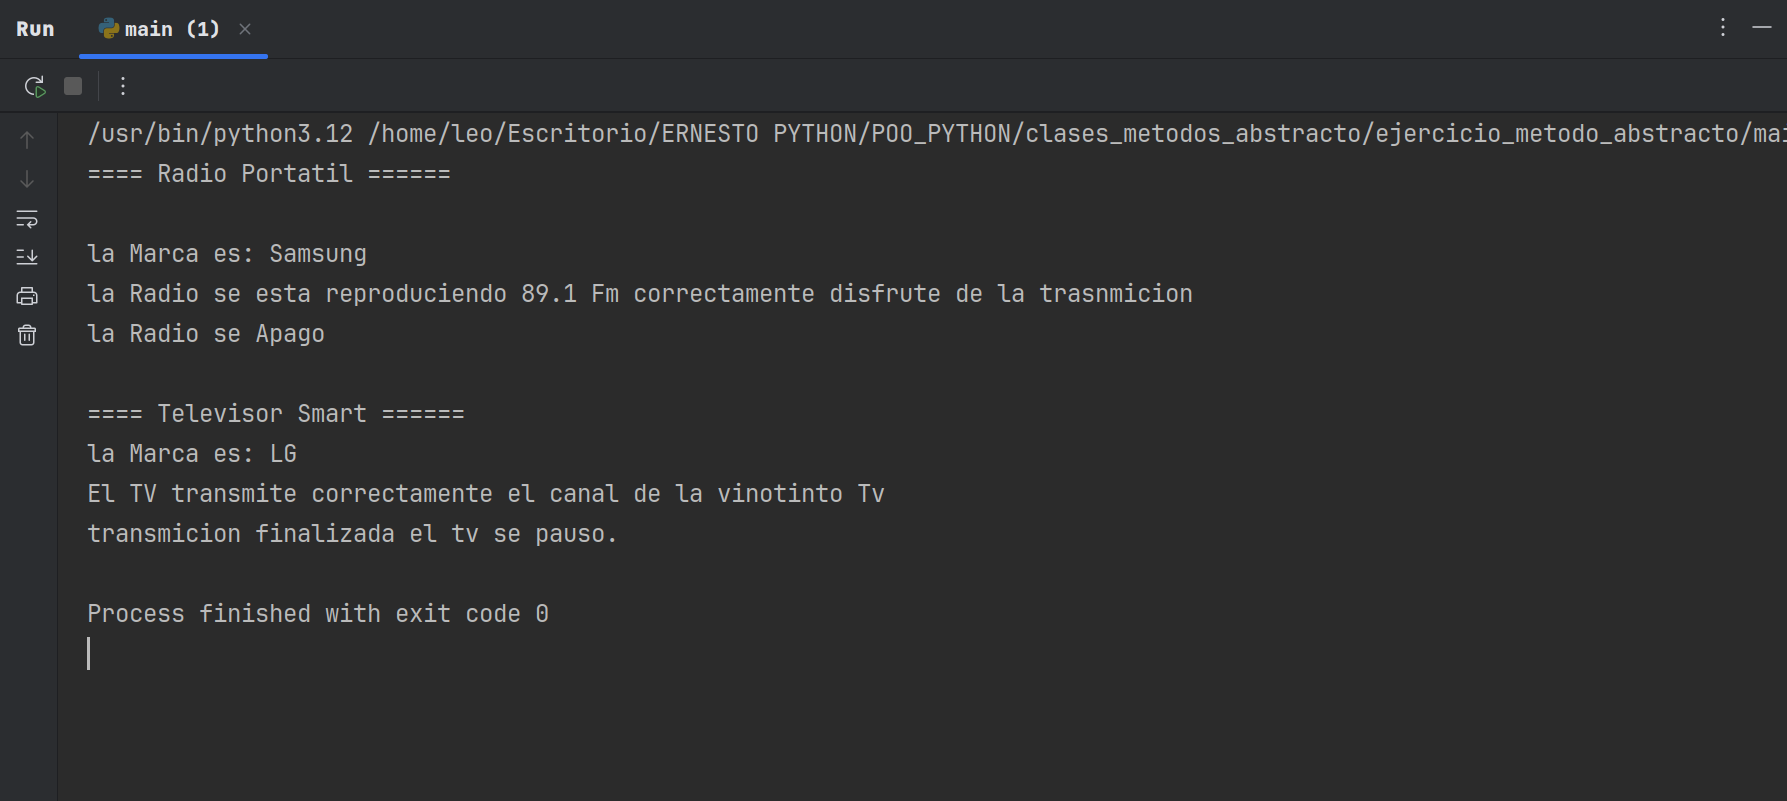 Run
main (1)
/usr/bin/python3.12 /home/leo/Escritorio/ERNESTO PYTHON/POO_PYTHON/clases_metodos_abstracto/ejercicio_metodo_abstracto/mai
==== Radio Portatil ======
la Marca es: Samsung
la Radio se esta reproduciendo 89.1 Fm correctamente disfrute de la trasnmicion
la Radio se Apago
==== Televisor Smart ======
la Marca es: LG
El TV transmite correctamente el canal de la vinotinto Tv
transmicion finalizada el tv se pauso.
Process finished with exit code 0